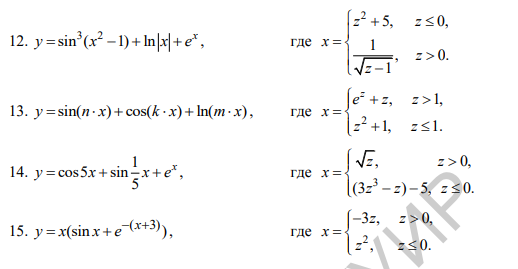 12. y = sin³(x² − 1) + ln|x| + eˣ, где x = { z² + 5, z ≤ 0,
1/√(z−1), z > 0.
13. y = sin(n·x) + cos(k·x) + ln(m·x), где x = { e^z + z, z > 1,
z² + 1, z ≤ 1.
14. y = cos5x + sin 1/5 x + eˣ, где x = { √z, z > 0,
(3z³ − z) − 5, z ≤ 0.
15. y = x(sin x + e^−(x+3)), где x = { −3z, z > 0,
z², z ≤ 0.
УИР